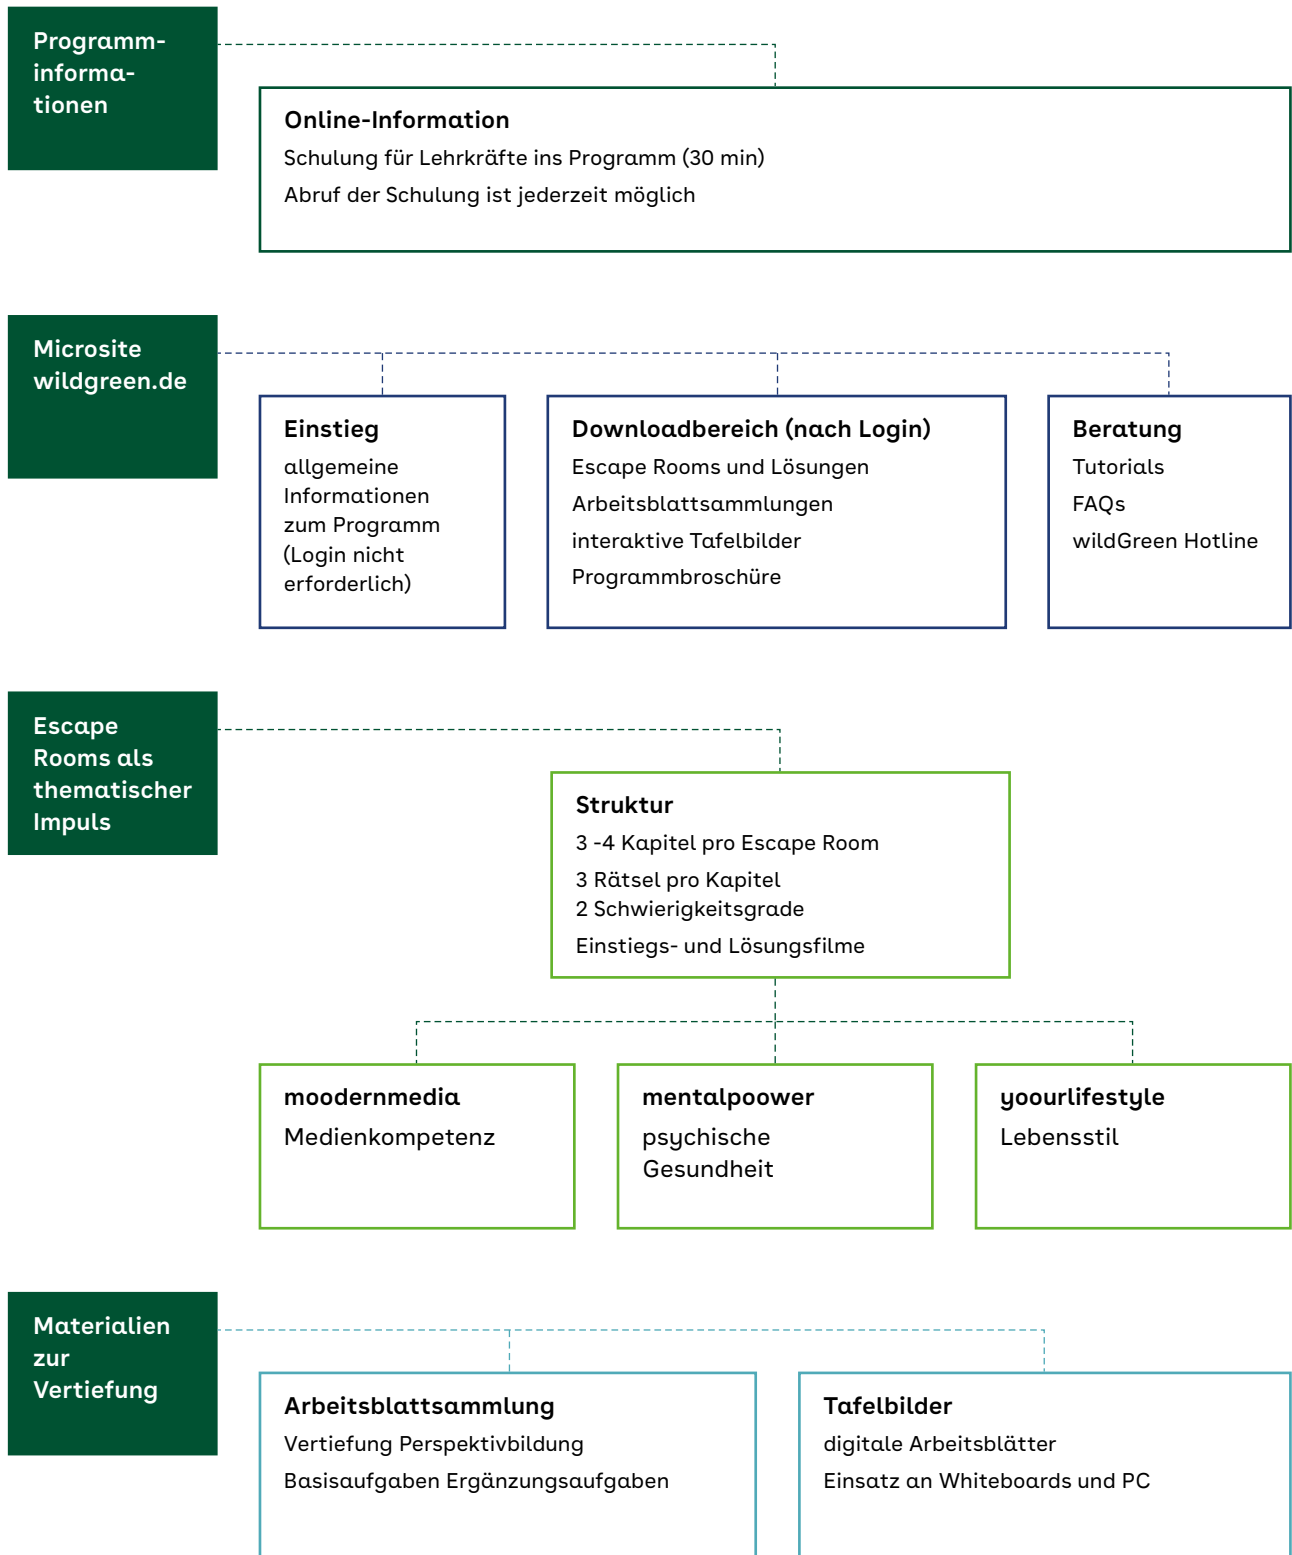 Programm-
informa-
tionen
Online-Information
Schulung für Lehrkräfte ins Programm (30 min)
Abruf der Schulung ist jederzeit möglich
Microsite
wildgreen.de
Einstieg
allgemeine
Informationen
zum Programm
(Login nicht
erforderlich)
Downloadbereich (nach Login)
Escape Rooms und Lösungen
Arbeitsblattsammlungen
interaktive Tafelbilder
Programmbroschüre
Beratung
Tutorials
FAQs
wildGreen Hotline
Escape
Rooms als
thematischer
Impuls
Struktur
3 -4 Kapitel pro Escape Room
3 Rätsel pro Kapitel
2 Schwierigkeitsgrade
Einstiegs- und Lösungsfilme
moodernmedia
Medienkompetenz
mentalpoower
psychische
Gesundheit
yoourlifestyle
Lebensstil
Materialien
zur
Vertiefung
Arbeitsblattsammlung
Vertiefung Perspektivbildung
Basisaufgaben Ergänzungsaufgaben
Tafelbilder
digitale Arbeitsblätter
Einsatz an Whiteboards und PC